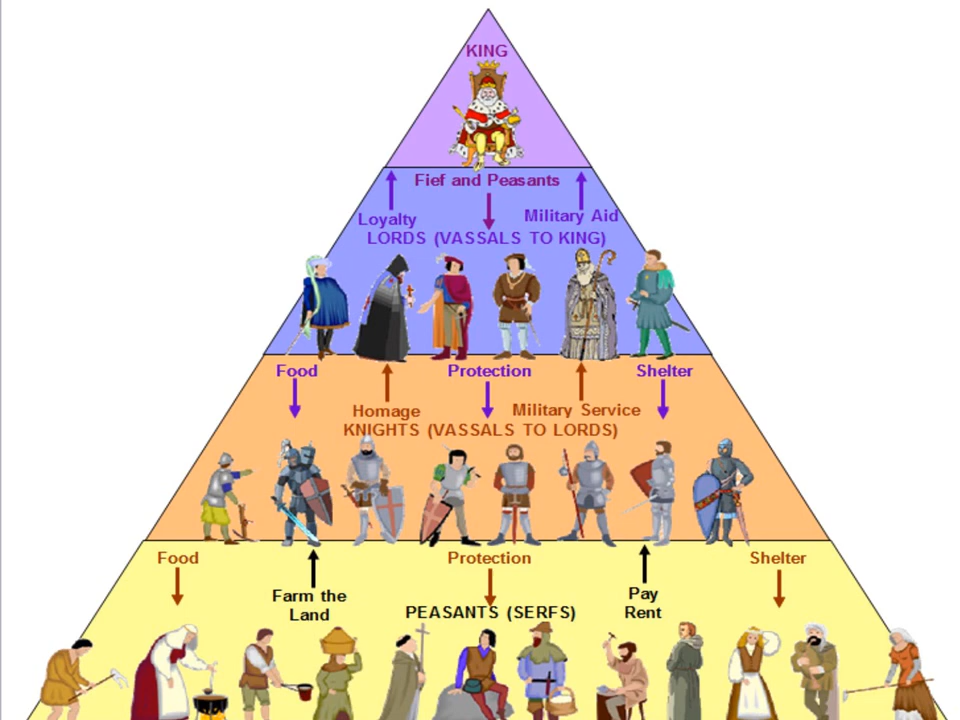 KING
Fief and Peasants
Loyalty
Military Aid
LORDS (VASSALS TO KING)
Food
Protection
Shelter
Homage
Military Service
KNIGHTS (VASSALS TO LORDS)
Food
Protection
Shelter
Farm the
Land
Pay
Rent
PEASANTS (SERFS)